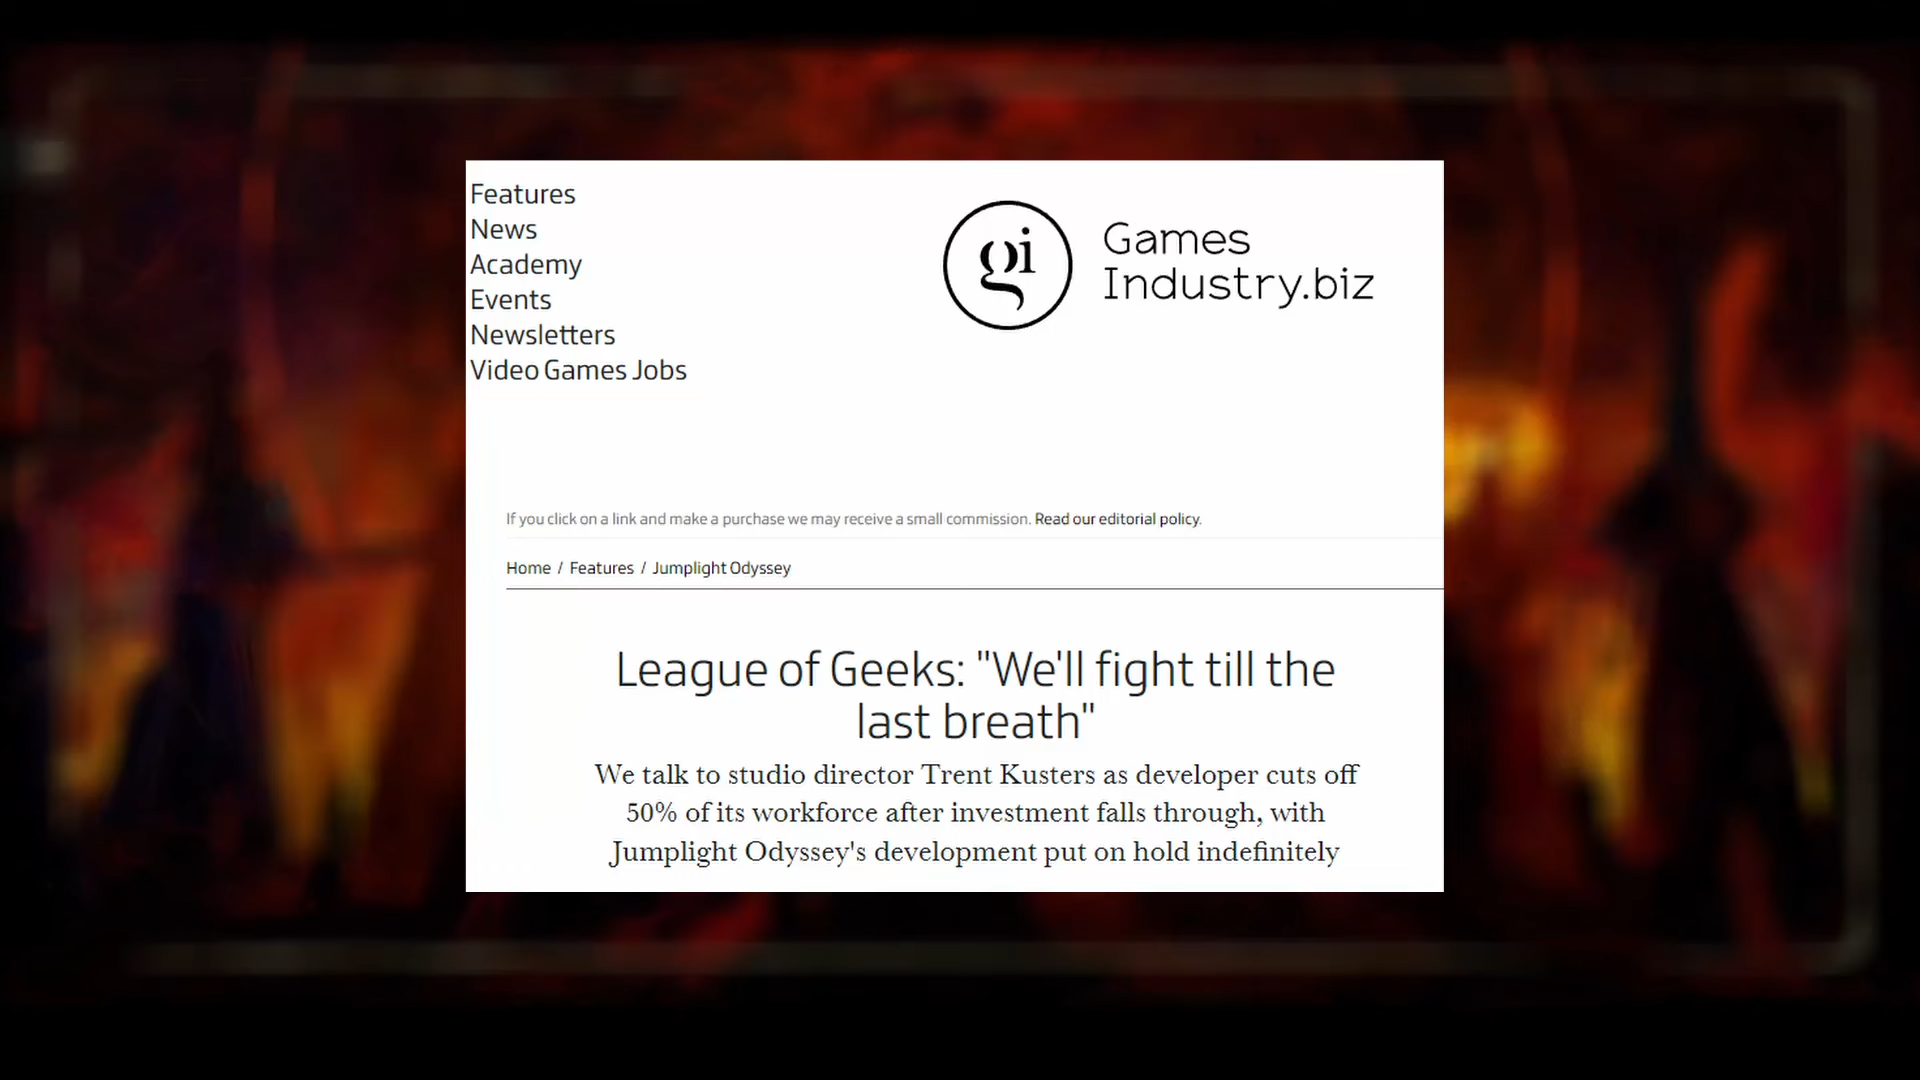 Features
News
Academy
Events
Newsletters
Video Games Jobs
gi
Games
Industry.biz
If you click on a link and make a purchase we may receive a small commission. Read our editorial policy.
Home / Features / Jumplight Odyssey
League of Geeks: "We'll fight till the
last breath"
We talk to studio director Trent Kusters as developer cuts off
50% of its workforce after investment falls through, with
Jumplight Odyssey's development put on hold indefinitely